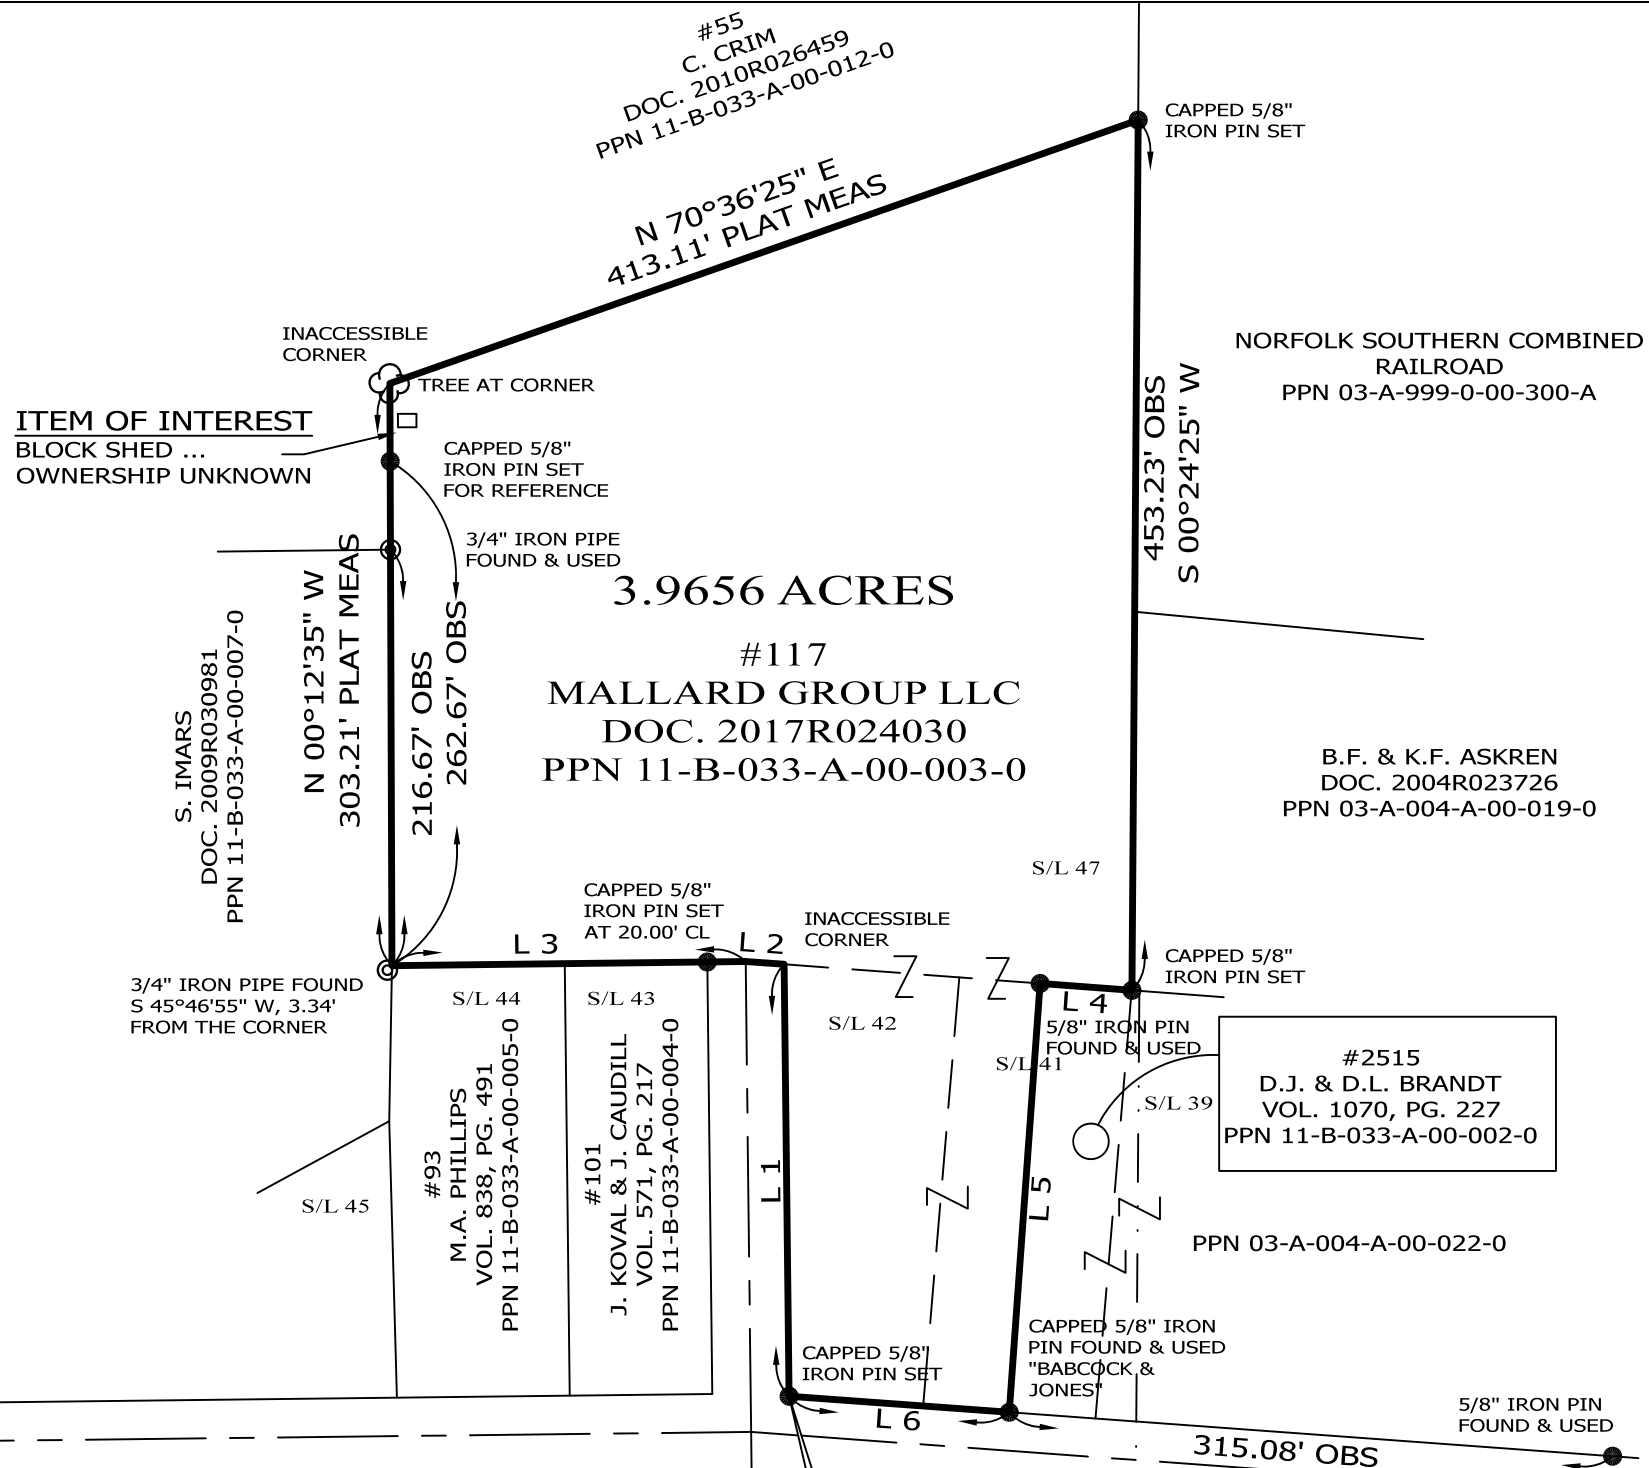 #55
C. CRIM
DOC. 2010R026459
PPN 11-B-033-A-00-012-0
CAPPED 5/8"
IRON PIN SET
N 70°36'25" E
413.11' PLAT MEAS
INACCESSIBLE
CORNER
TREE AT CORNER
ITEM OF INTEREST
BLOCK SHED ...
OWNERSHIP UNKNOWN
CAPPED 5/8"
IRON PIN SET
FOR REFERENCE
3/4" IRON PIPE
FOUND & USED
NORFOLK SOUTHERN COMBINED
RAILROAD
PPN 03-A-999-0-00-300-A
453.23' OBS
S 00°24'25" W
3.9656 ACRES
#117
MALLARD GROUP LLC
DOC. 2017R024030
PPN 11-B-033-A-00-003-0
S. IMARS
DOC. 2009R030981
PPN 11-B-033-A-00-007-0
N 00°12'35" W
303.21' PLAT MEAS
216.67' OBS
262.67' OBS
B.F. & K.F. ASKREN
DOC. 2004R023726
PPN 03-A-004-A-00-019-0
S/L 47
CAPPED 5/8"
IRON PIN SET
AT 20.00' CL
INACCESSIBLE
CORNER
L 3
L 2
CAPPED 5/8"
IRON PIN SET
3/4" IRON PIPE FOUND
S 45°46'55" W, 3.34'
FROM THE CORNER
S/L 44
S/L 43
S/L 42
L 4
5/8" IRON PIN
FOUND & USED
S/L 41
S/L 39
#2515
D.J. & D.L. BRANDT
VOL. 1070, PG. 227
PPN 11-B-033-A-00-002-0
#93
M.A. PHILLIPS
VOL. 838, PG. 491
PPN 11-B-033-A-00-005-0
#101
J. KOVAL & J. CAUDILL
VOL. 571, PG. 217
PPN 11-B-033-A-00-004-0
L 1
L 5
S/L 45
PPN 03-A-004-A-00-022-0
CAPPED 5/8"
IRON PIN SET
CAPPED 5/8" IRON
PIN FOUND & USED
"BABCOCK &
JONES"
L 6
5/8" IRON PIN
FOUND & USED
315.08' OBS